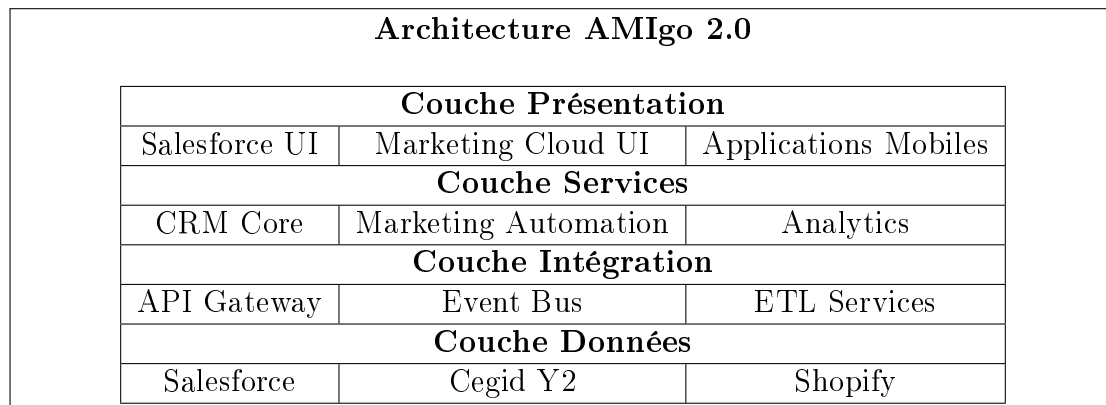 Architecture AMIgo 2.0
Couche Présentation
Salesforce UI Marketing Cloud UI Applications Mobiles
Couche Services
CRM Core Marketing Automation Analytics
Couche Intégration
API Gateway Event Bus ETL Services
Couche Données
Salesforce Cegid Y2 Shopify